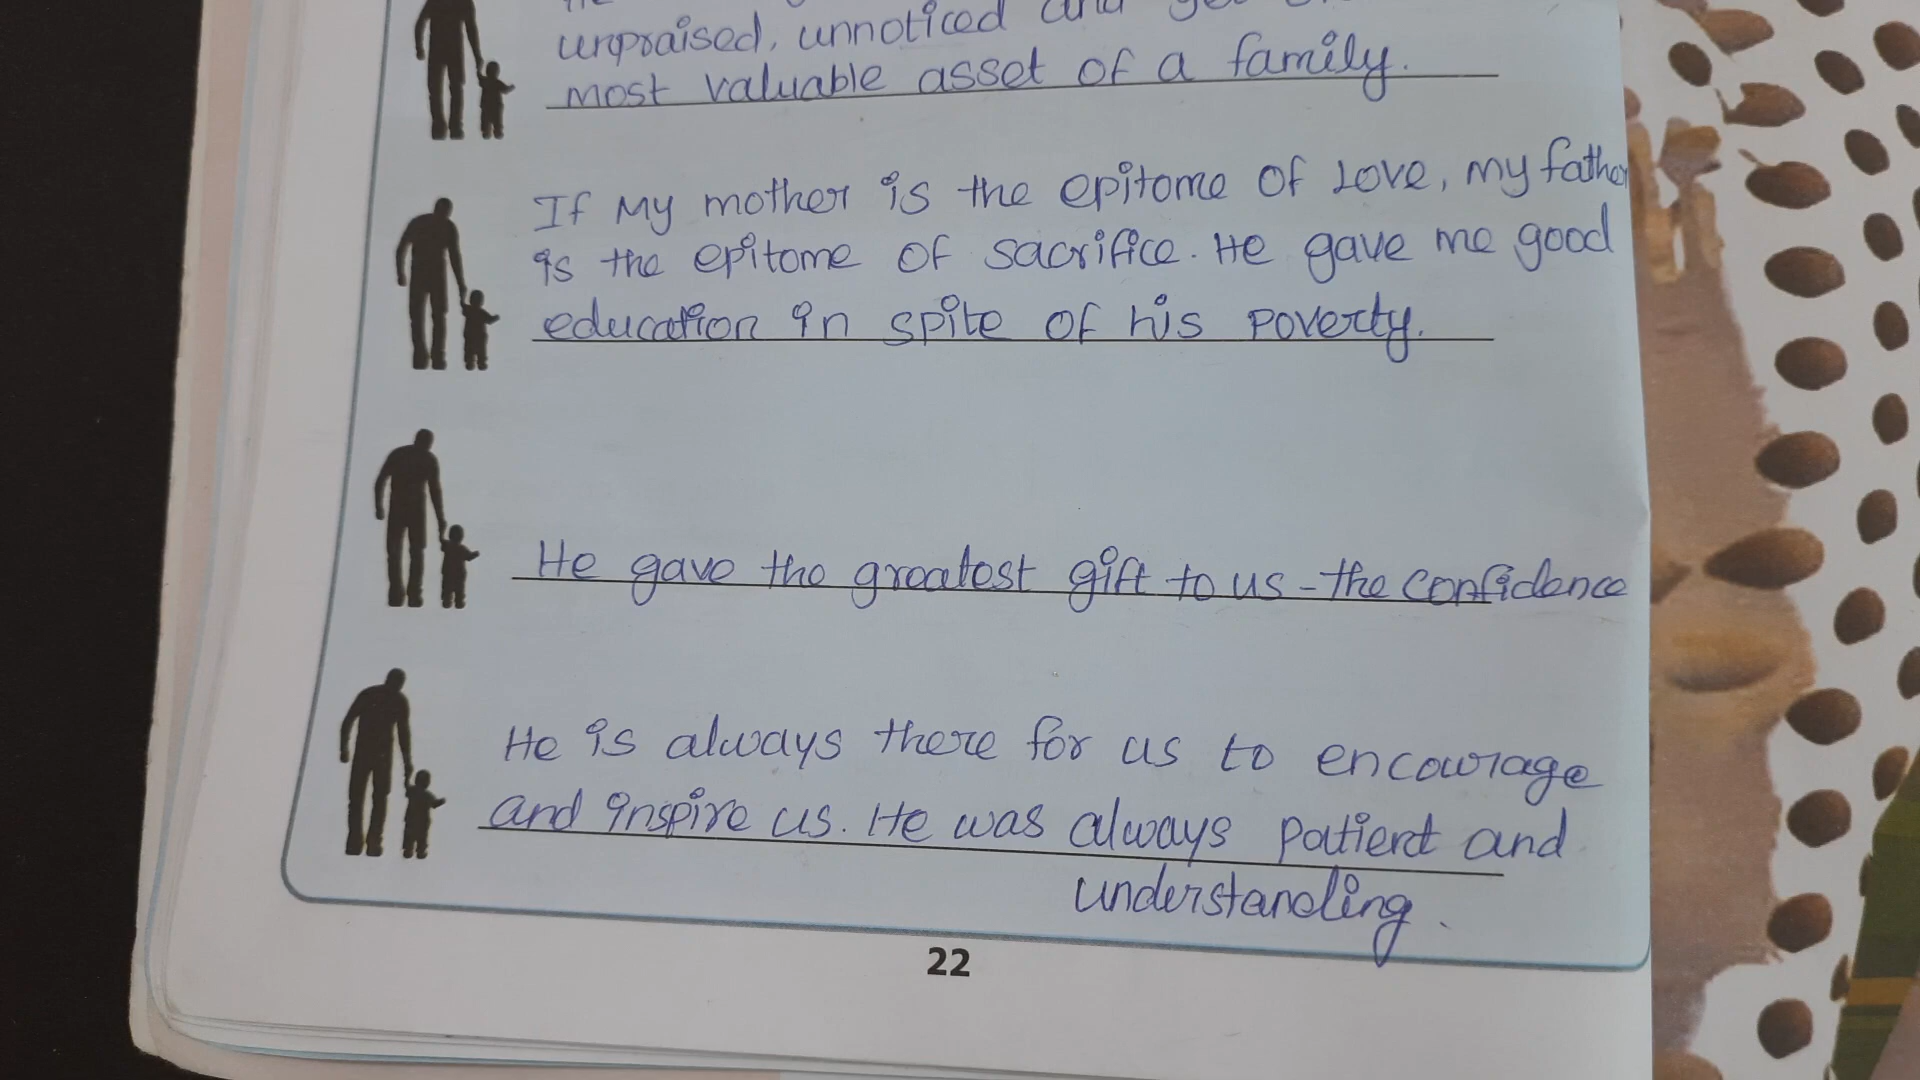 unpraised, unnoticed and
most valuable asset of a family.
If My mother is the epitome of Love, my father
is the epitome of sacrifice. He gave me good
education in spite of his poverty.
He gave the greatest gift to us - the confidence
He is always there for us to encourage
and inspire us. He was always patient and
understanding.
22